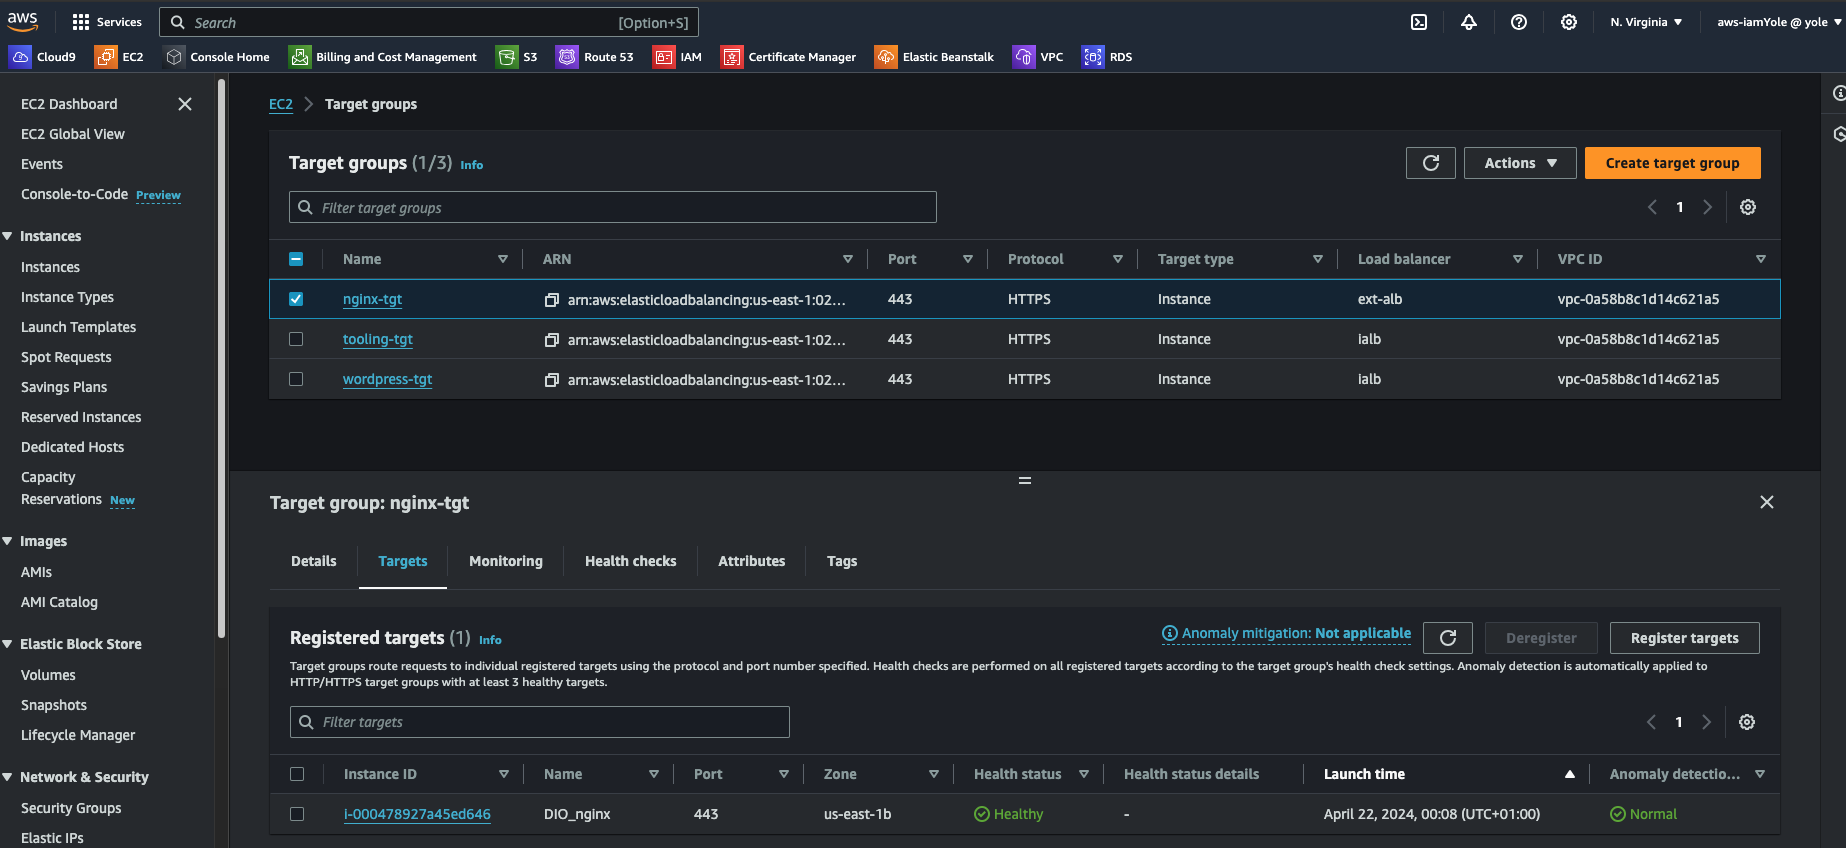 aws Services Search [Option+S] N. Virginia aws-iamYole @ yole
Cloud9 EC2 Console Home Billing and Cost Management S3 Route 53 IAM Certificate Manager Elastic Beanstalk VPC RDS
EC2 Dashboard
EC2 Global View
Events
Console-to-Code Preview
Instances
Instances
Instance Types
Launch Templates
Spot Requests
Savings Plans
Reserved Instances
Dedicated Hosts
Capacity
Reservations New
Images
AMIs
AMI Catalog
Elastic Block Store
Volumes
Snapshots
Lifecycle Manager
Network & Security
Security Groups
Elastic IPs
EC2 Target groups
Target groups (1/3) Info Actions Create target group
Filter target groups 1
Name ARN Port Protocol Target type Load balancer VPC ID
nginx-tgt arn:aws:elasticloadbalancing:us-east-1:02... 443 HTTPS Instance ext-alb vpc-0a58b8c1d14c621a5
tooling-tgt arn:aws:elasticloadbalancing:us-east-1:02... 443 HTTPS Instance ialb vpc-0a58b8c1d14c621a5
wordpress-tgt arn:aws:elasticloadbalancing:us-east-1:02... 443 HTTPS Instance ialb vpc-0a58b8c1d14c621a5
Target group: nginx-tgt
Details Targets Monitoring Health checks Attributes Tags
Registered targets (1) Info Anomaly mitigation: Not applicable Deregister Register targets
Target groups route requests to individual registered targets using the protocol and port number specified. Health checks are performed on all registered targets according to the target group's health check settings. Anomaly detection is automatically applied to
HTTP/HTTPS target groups with at least 3 healthy targets.
Filter targets 1
Instance ID Name Port Zone Health status Health status details Launch time Anomaly detectio...
i-000478927a45ed646 DIO_nginx 443 us-east-1b Healthy - April 22, 2024, 00:08 (UTC+01:00) Normal